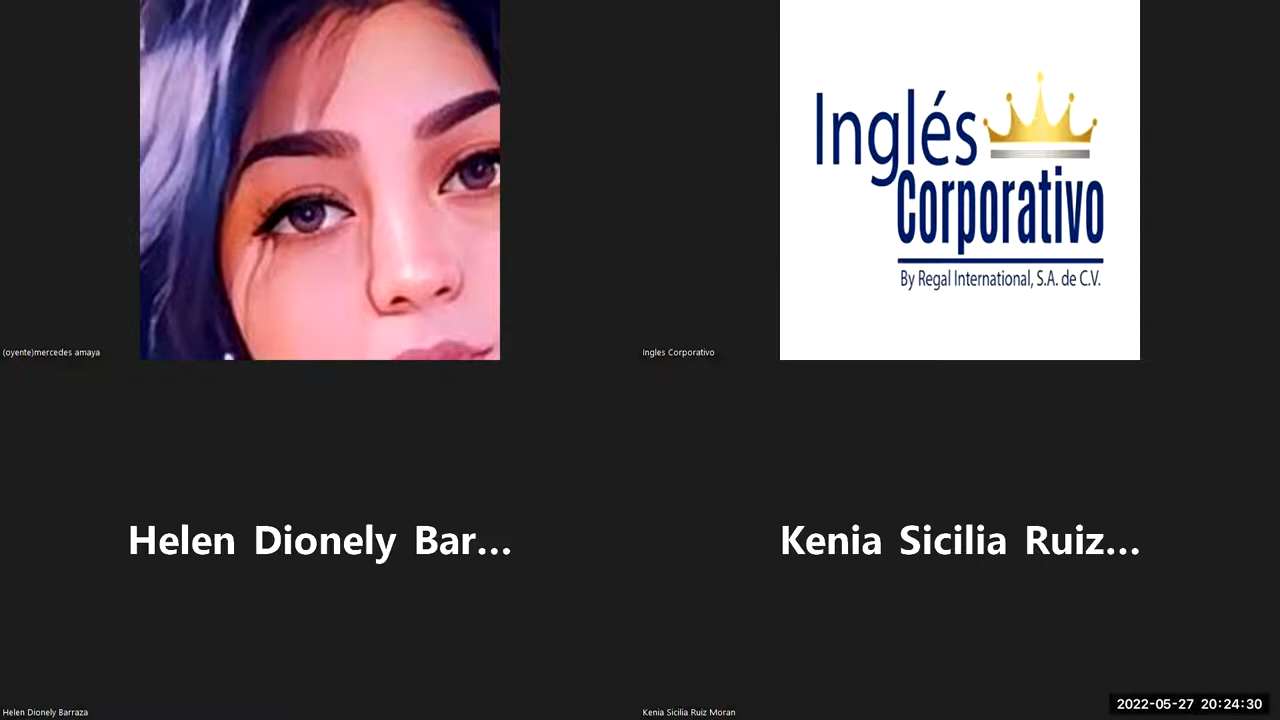 Inglés
Corporativo
By Regal International, S.A. de C.V.
(oyente)mercedes amaya
Ingles Corporativo
Helen Dionely Bar...
Kenia Sicilia Ruiz...
Helen Dionely Barraza
Kenia Sicilia Ruiz Moran
2022-05-27 20:24:30